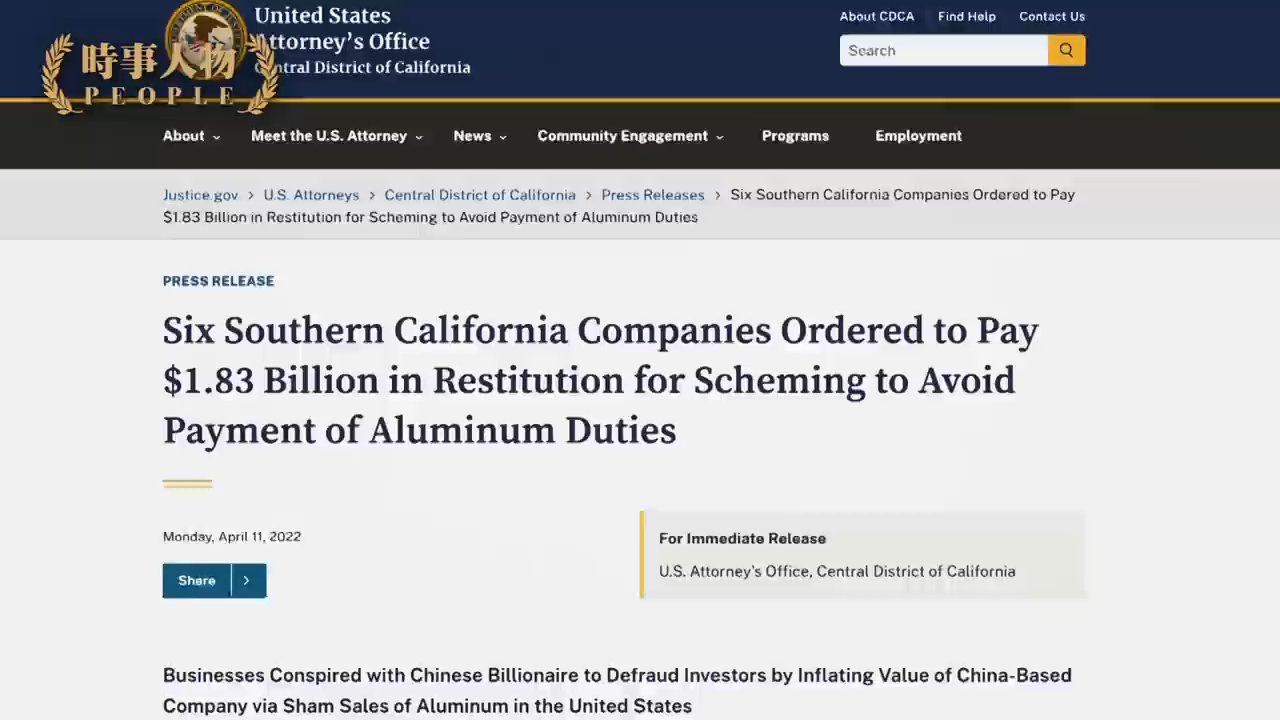 United States
Attorney's Office
Central District of California
時事人物
PEOPLE
About CDCA Find Help Contact Us
Search
About Meet the U.S. Attorney News Community Engagement Programs Employment
Justice.gov > U.S. Attorneys > Central District of California > Press Releases > Six Southern California Companies Ordered to Pay
$1.83 Billion in Restitution for Scheming to Avoid Payment of Aluminum Duties
PRESS RELEASE
Six Southern California Companies Ordered to Pay
$1.83 Billion in Restitution for Scheming to Avoid
Payment of Aluminum Duties
Monday, April 11, 2022
Share >
For Immediate Release
U.S. Attorney's Office, Central District of California
Businesses Conspired with Chinese Billionaire to Defraud Investors by Inflating Value of China-Based
Company via Sham Sales of Aluminum in the United States